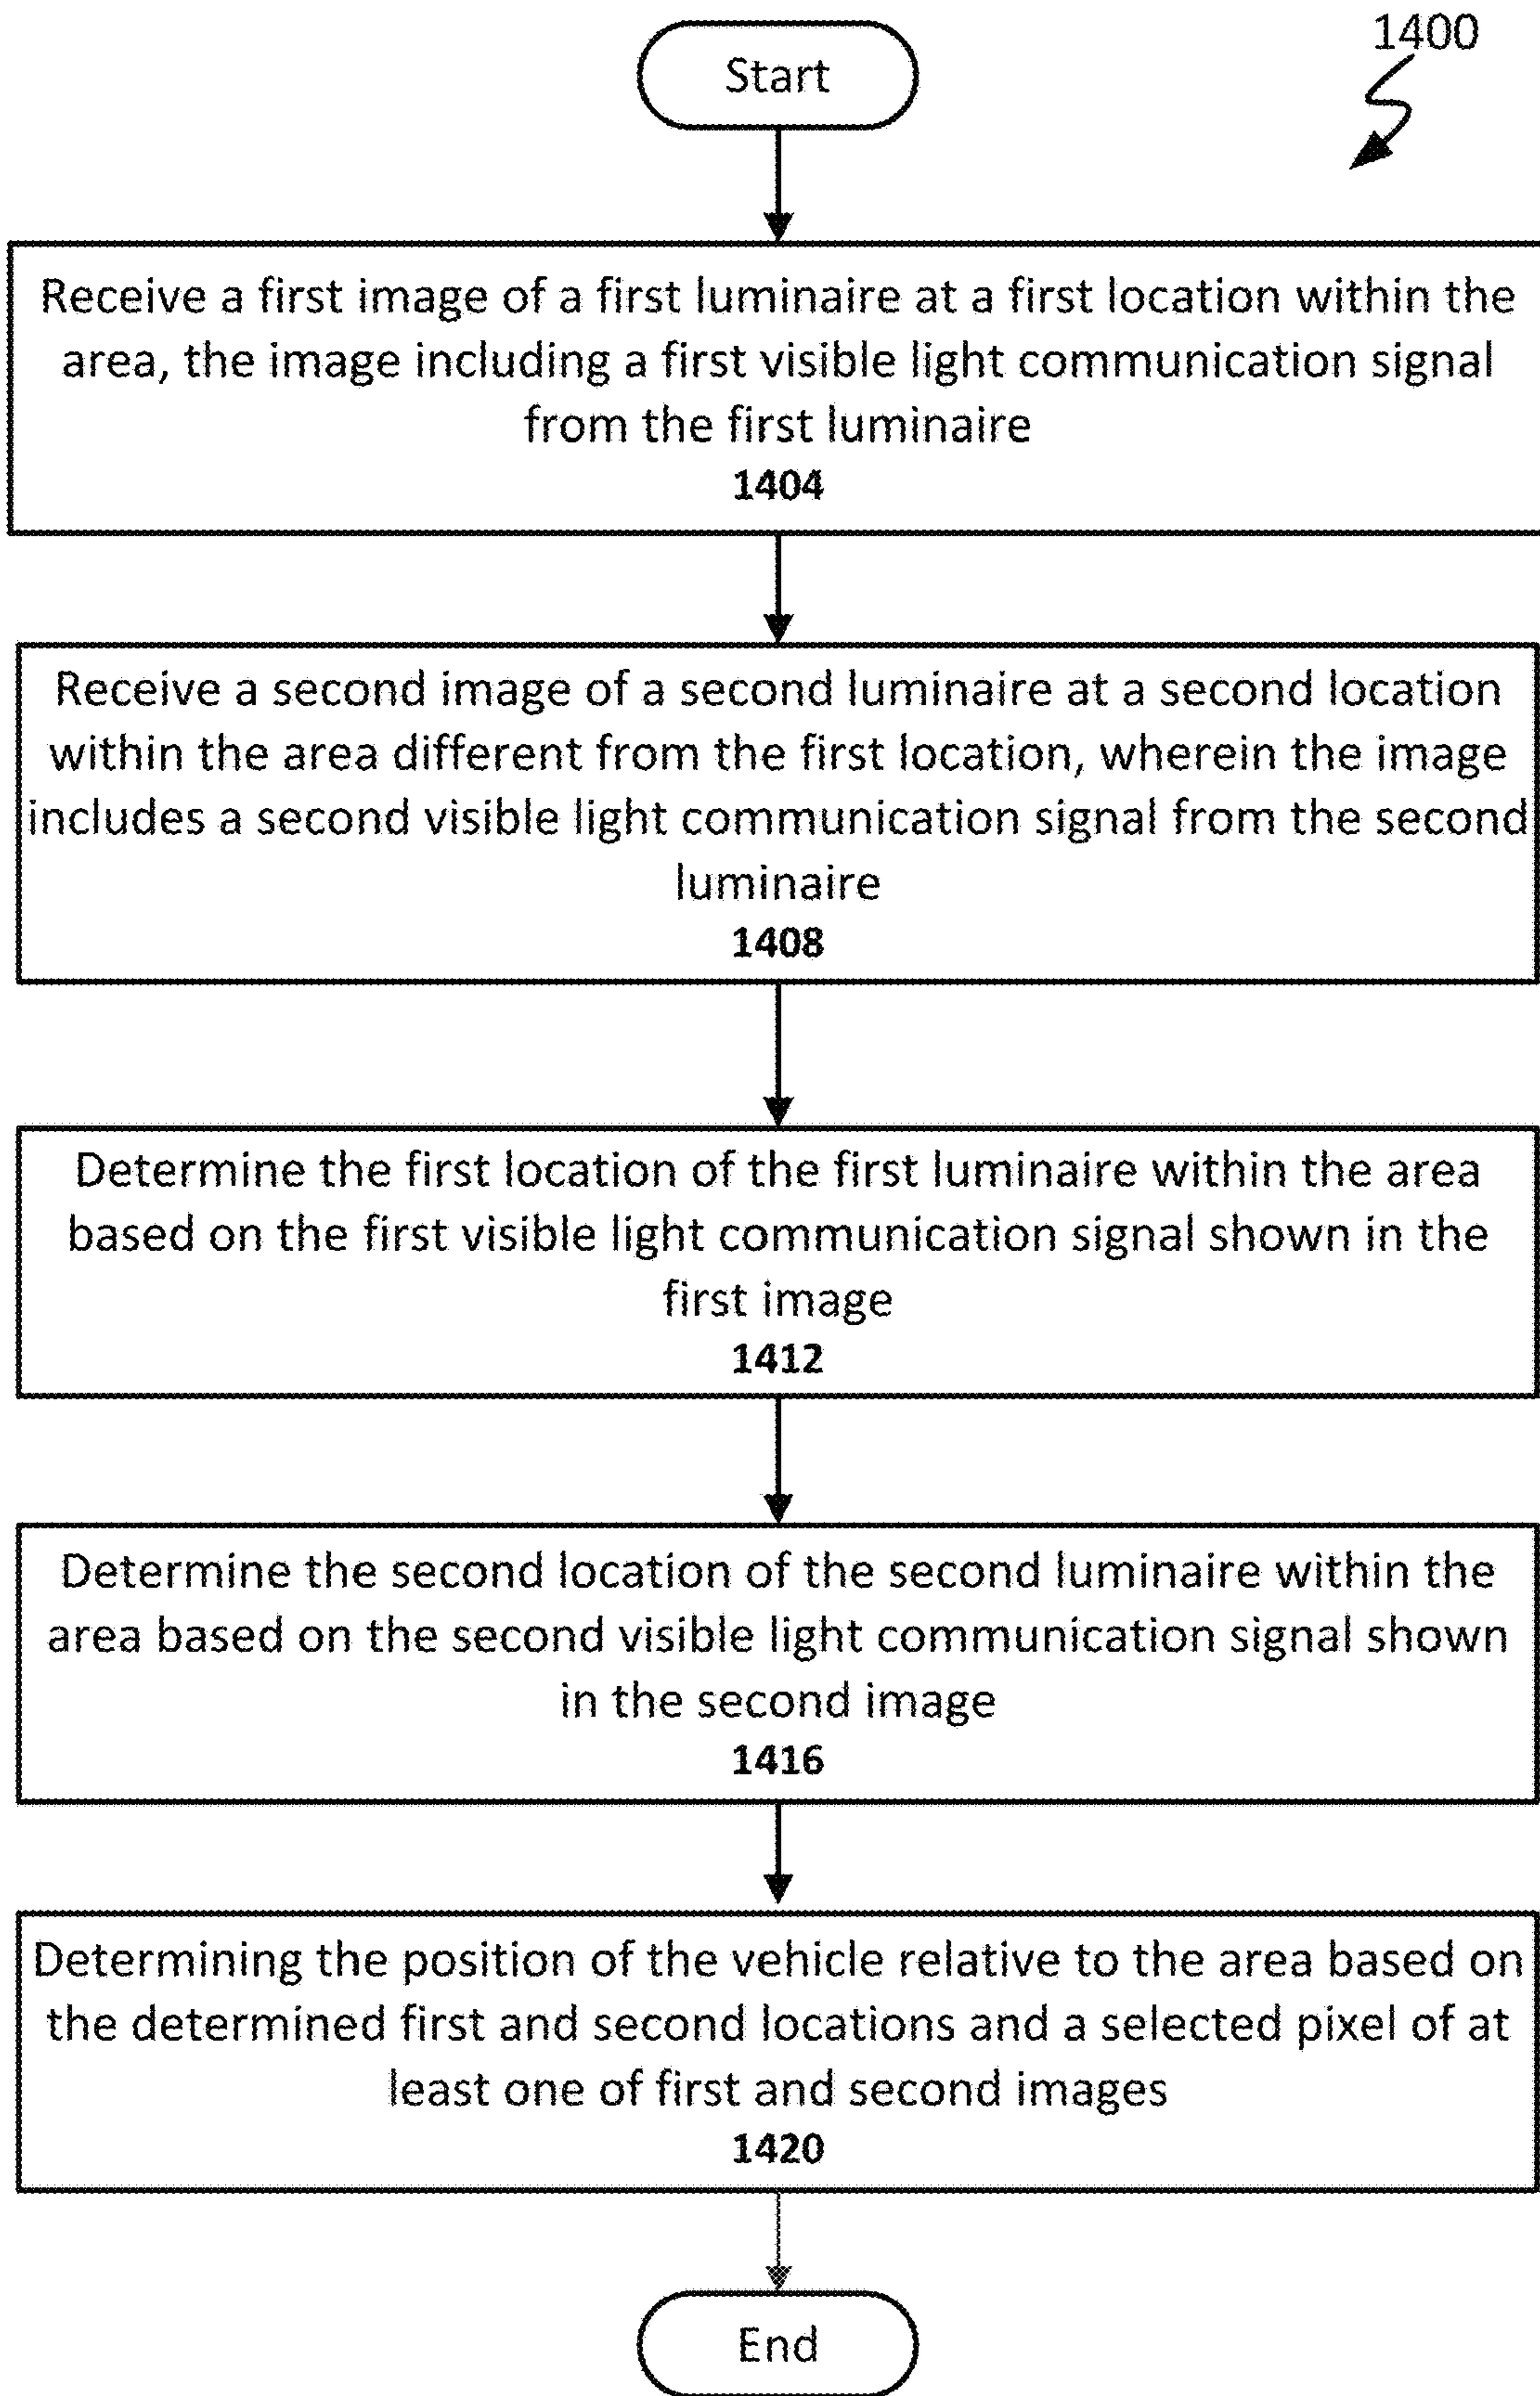 1400
Start
Receive a first image of a first luminaire at a first location within the
area, the image including a first visible light communication signal
from the first luminaire
1404
Receive a second image of a second luminaire at a second location
within the area different from the first location, wherein the image
includes a second visible light communication signal from the second
luminaire
1408
Determine the first location of the first luminaire within the area
based on the first visible light communication signal shown in the
first image
1412
Determine the second location of the second luminaire within the
area based on the second visible light communication signal shown
in the second image
1416
Determining the position of the vehicle relative to the area based on
the determined first and second locations and a selected pixel of at
least one of first and second images
1420
End